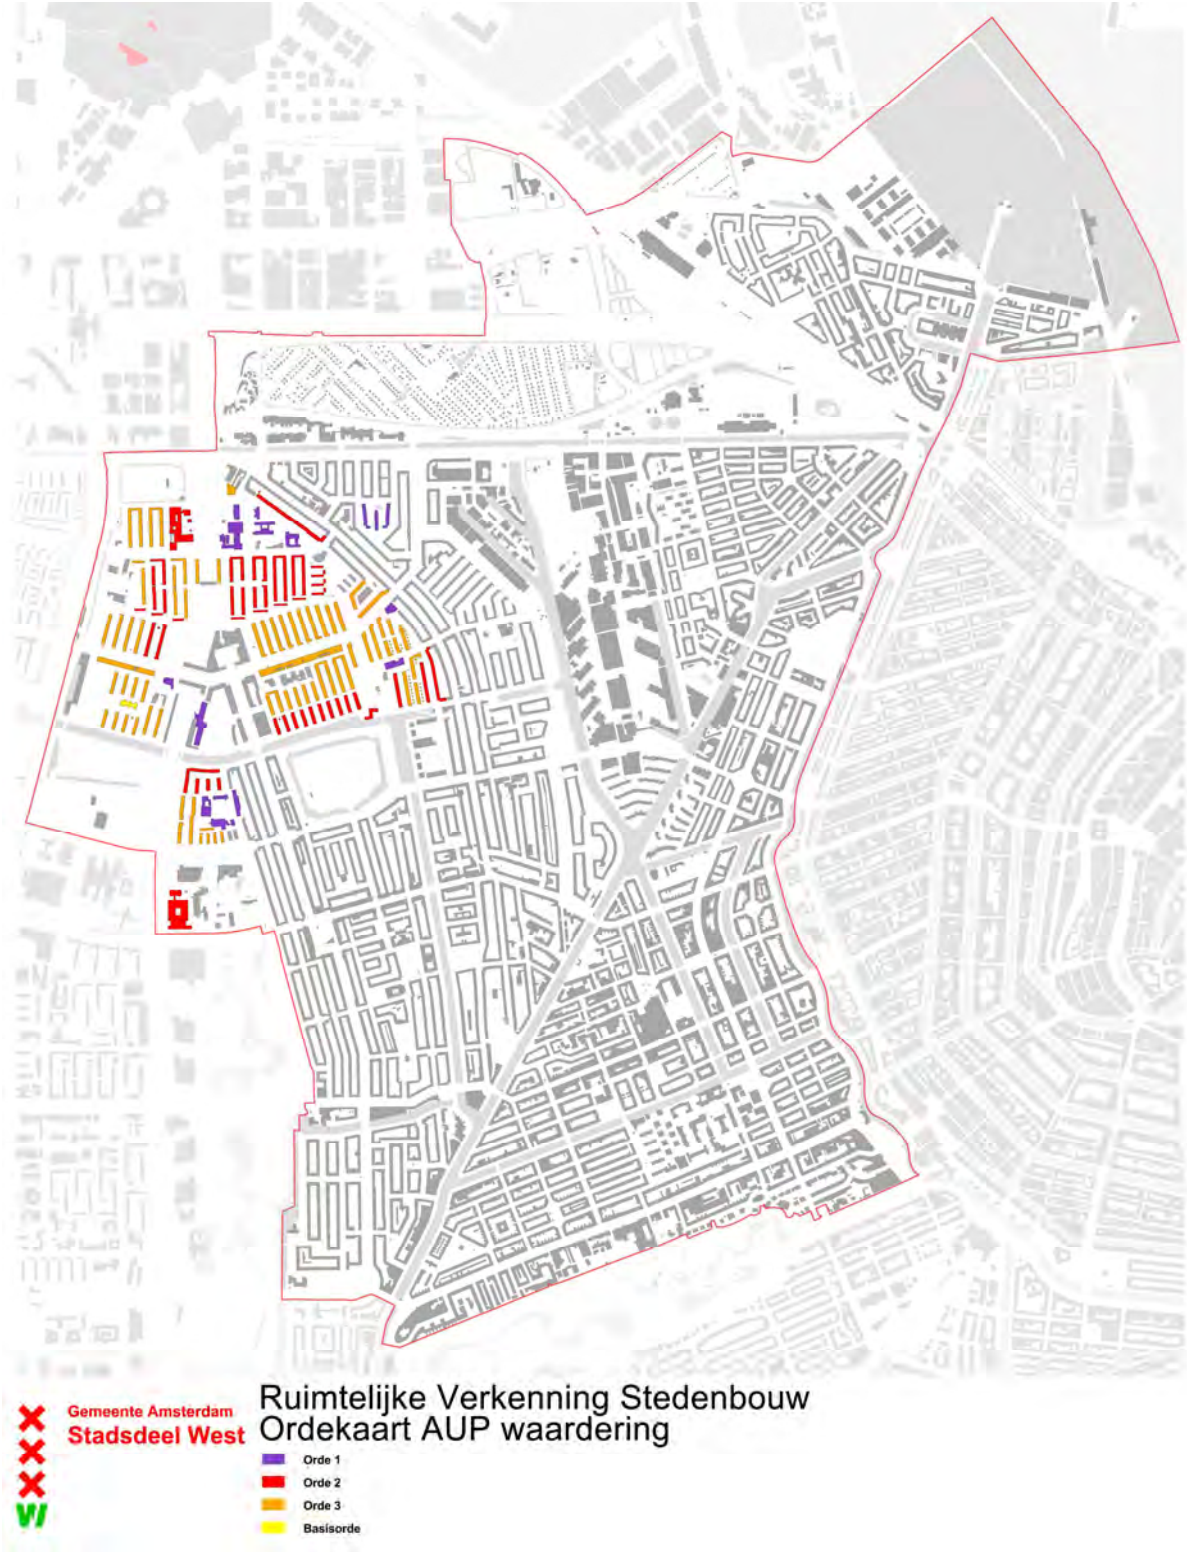 Gemeente Amsterdam
Stadsdeel West
Ruimtelijke Verkenning Stedenbouw
Ordekaart AUP waardering
Orde 1
Orde 2
Orde 3
Basisorde